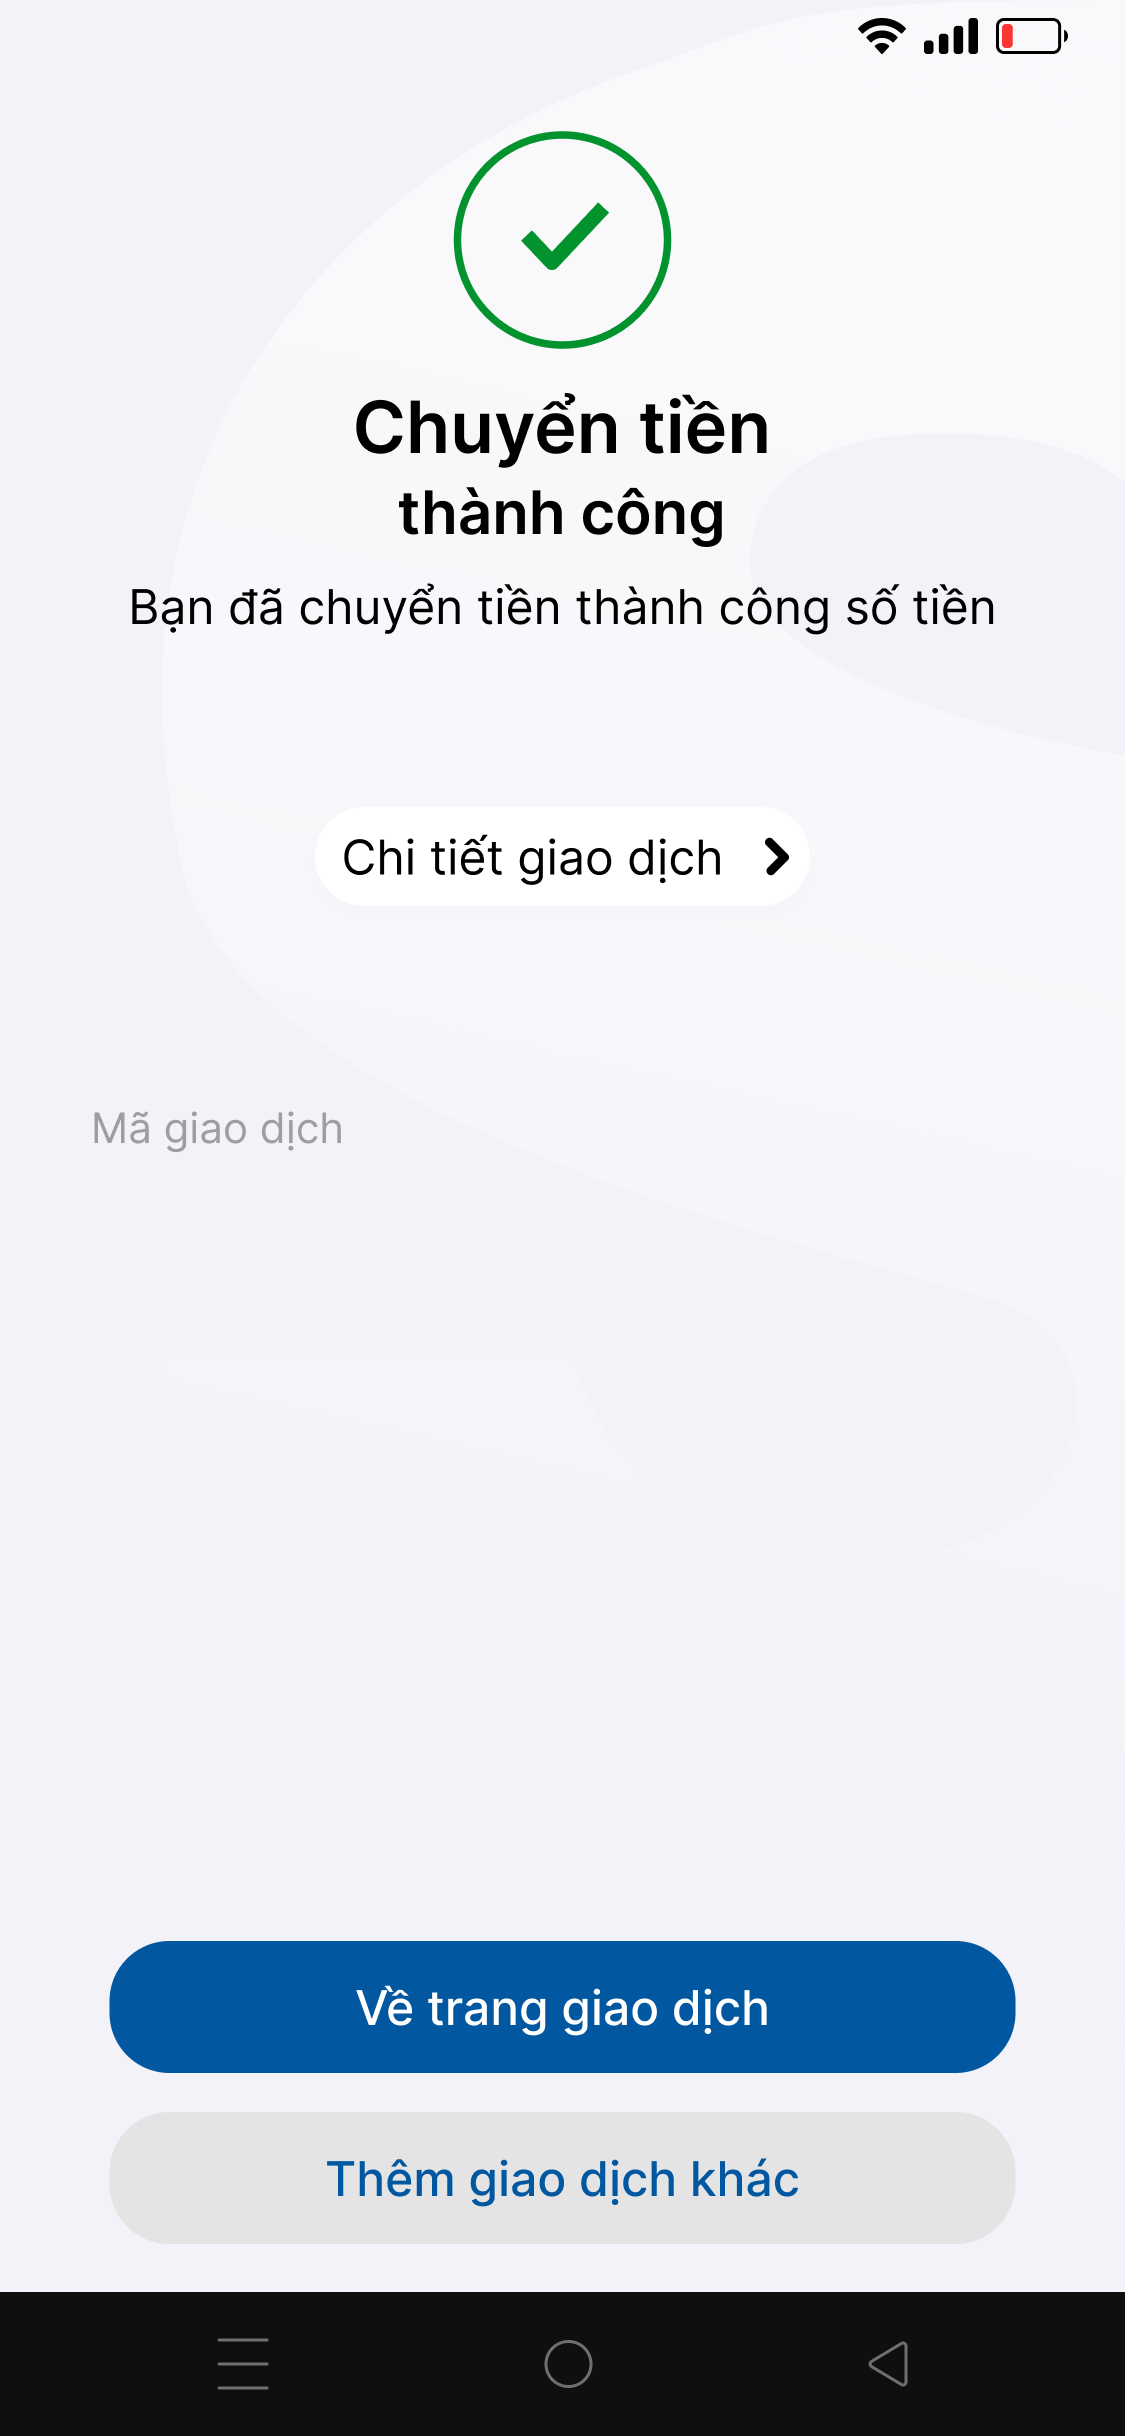 Chuyển tiền
thành công
Bạn đã chuyển tiền thành công số tiền
Chi tiết giao dịch
Mã giao dịch
Về trang giao dịch
Thêm giao dịch khác